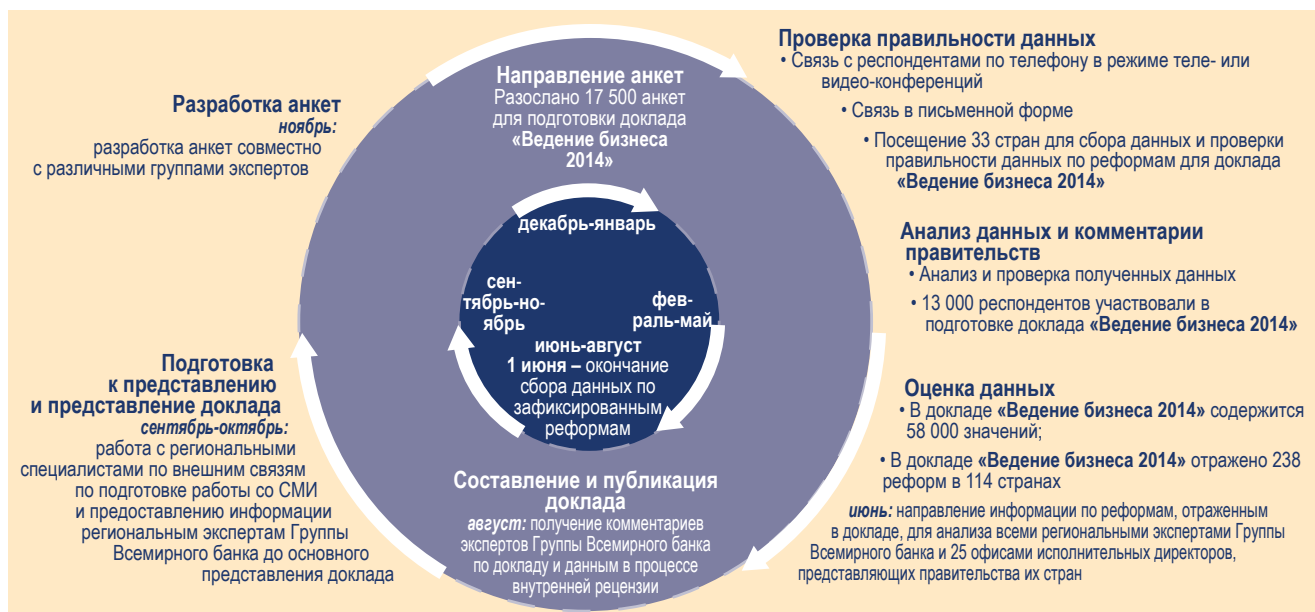 Разработка анкет
ноябрь:
разработка анкет совместно
с различными группами экспертов
Направление анкет
Разослано 17 500 анкет
для подготовки доклада
«Ведение бизнеса
2014»
Проверка правильности данных
• Связь с респондентами по телефону в режиме теле- или
видео-конференций
• Связь в письменной форме
• Посещение 33 стран для сбора данных и проверки
правильности данных по реформам для доклада
«Ведение бизнеса 2014»
Анализ данных и комментарии
правительств
• Анализ и проверка полученных данных
• 13 000 респондентов участвовали в
подготовке доклада «Ведение бизнеса 2014»
Оценка данных
• В докладе «Ведение бизнеса 2014» содержится
58 000 значений;
• В докладе «Ведение бизнеса 2014» отражено 238
реформ в 114 странах
июнь: направление информации по реформам, отраженным
в докладе, для анализа всеми региональными экспертами Группы
Всемирного банка и 25 офисами исполнительных директоров,
представляющих правительства их стран
декабрь-январь
фев-
раль-май
июнь-август
1 июня – окончание
сбора данных по
зафиксированным
реформам
сен-
тябрь-но-
ябрь
Составление и публикация
доклада
август: получение комментариев
экспертов Группы Всемирного банка
по докладу и данным в процессе
внутренней рецензии
Подготовка
к представлению
и представление доклада
сентябрь-октябрь:
работа с региональными
специалистами по внешним связям
по подготовке работы со СМИ
и предоставлению информации
региональным экспертам Группы
Всемирного банка до основного
представления доклада